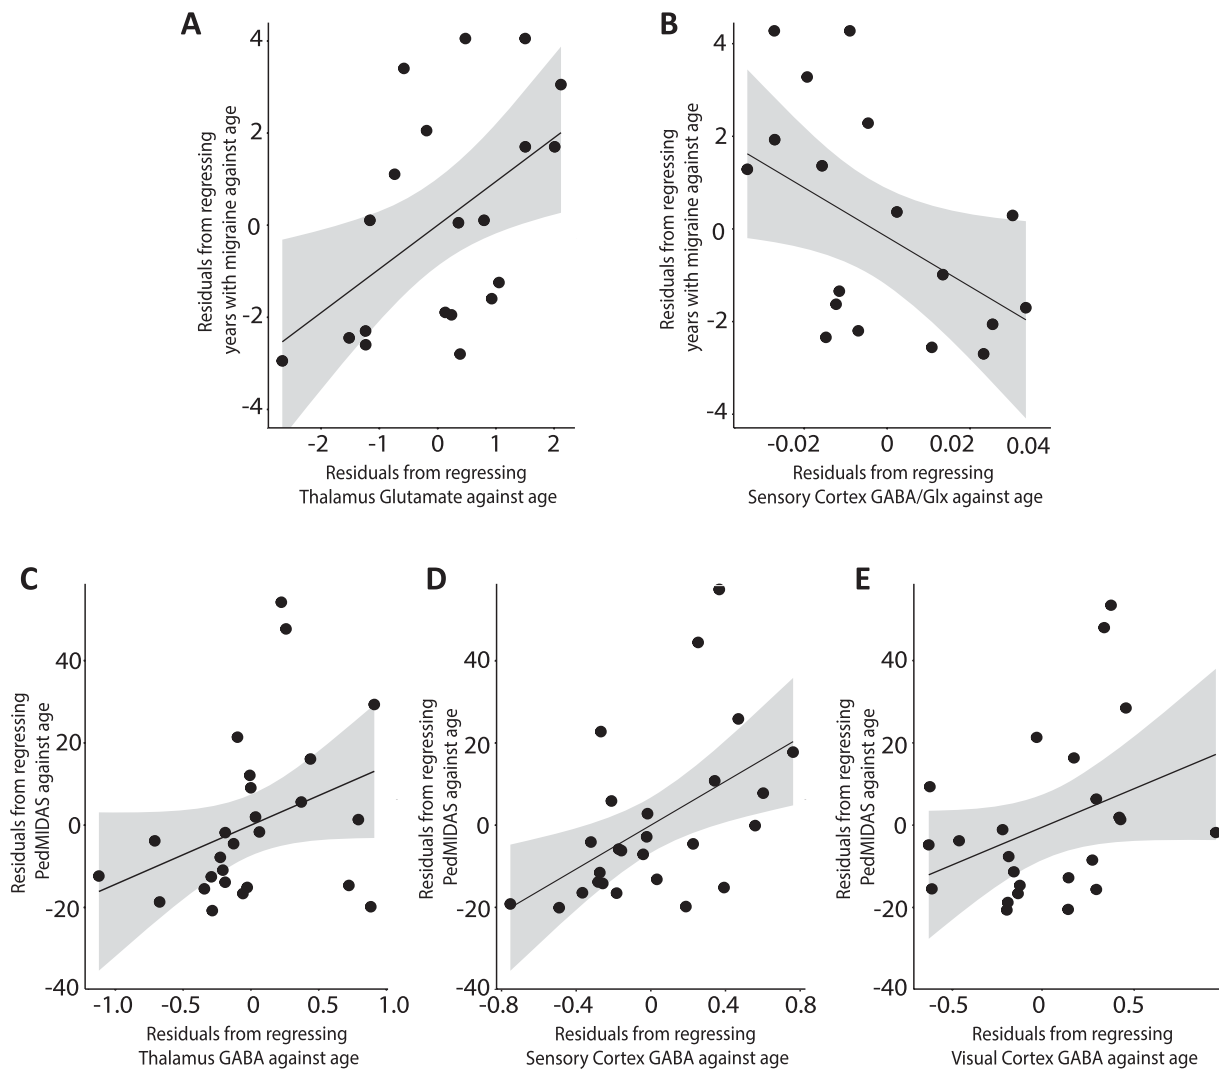 A
4
2
0
-2
-4
Residuals from regressing
years with migraine against age
-2 -1 0 1 2
Residuals from regressing
Thalamus Glutamate against age
B
4
2
0
-2
-4
Residuals from regressing
years with migraine against age
-0.02 0 0.02 0.04
Residuals from regressing
Sensory Cortex GABA/Glx against age
C
40
20
0
-20
-40
Residuals from regressing
PedMIDAS against age
-1.0 -0.5 0 0.5 1.0
Residuals from regressing
Thalamus GABA against age
D
40
20
0
-20
-40
Residuals from regressing
PedMIDAS against age
-0.8 -0.4 0 0.4 0.8
Residuals from regressing
Sensory Cortex GABA against age
E
40
20
0
-20
-40
Residuals from regressing
PedMIDAS against age
-0.5 0 0.5
Residuals from regressing
Visual Cortex GABA against age